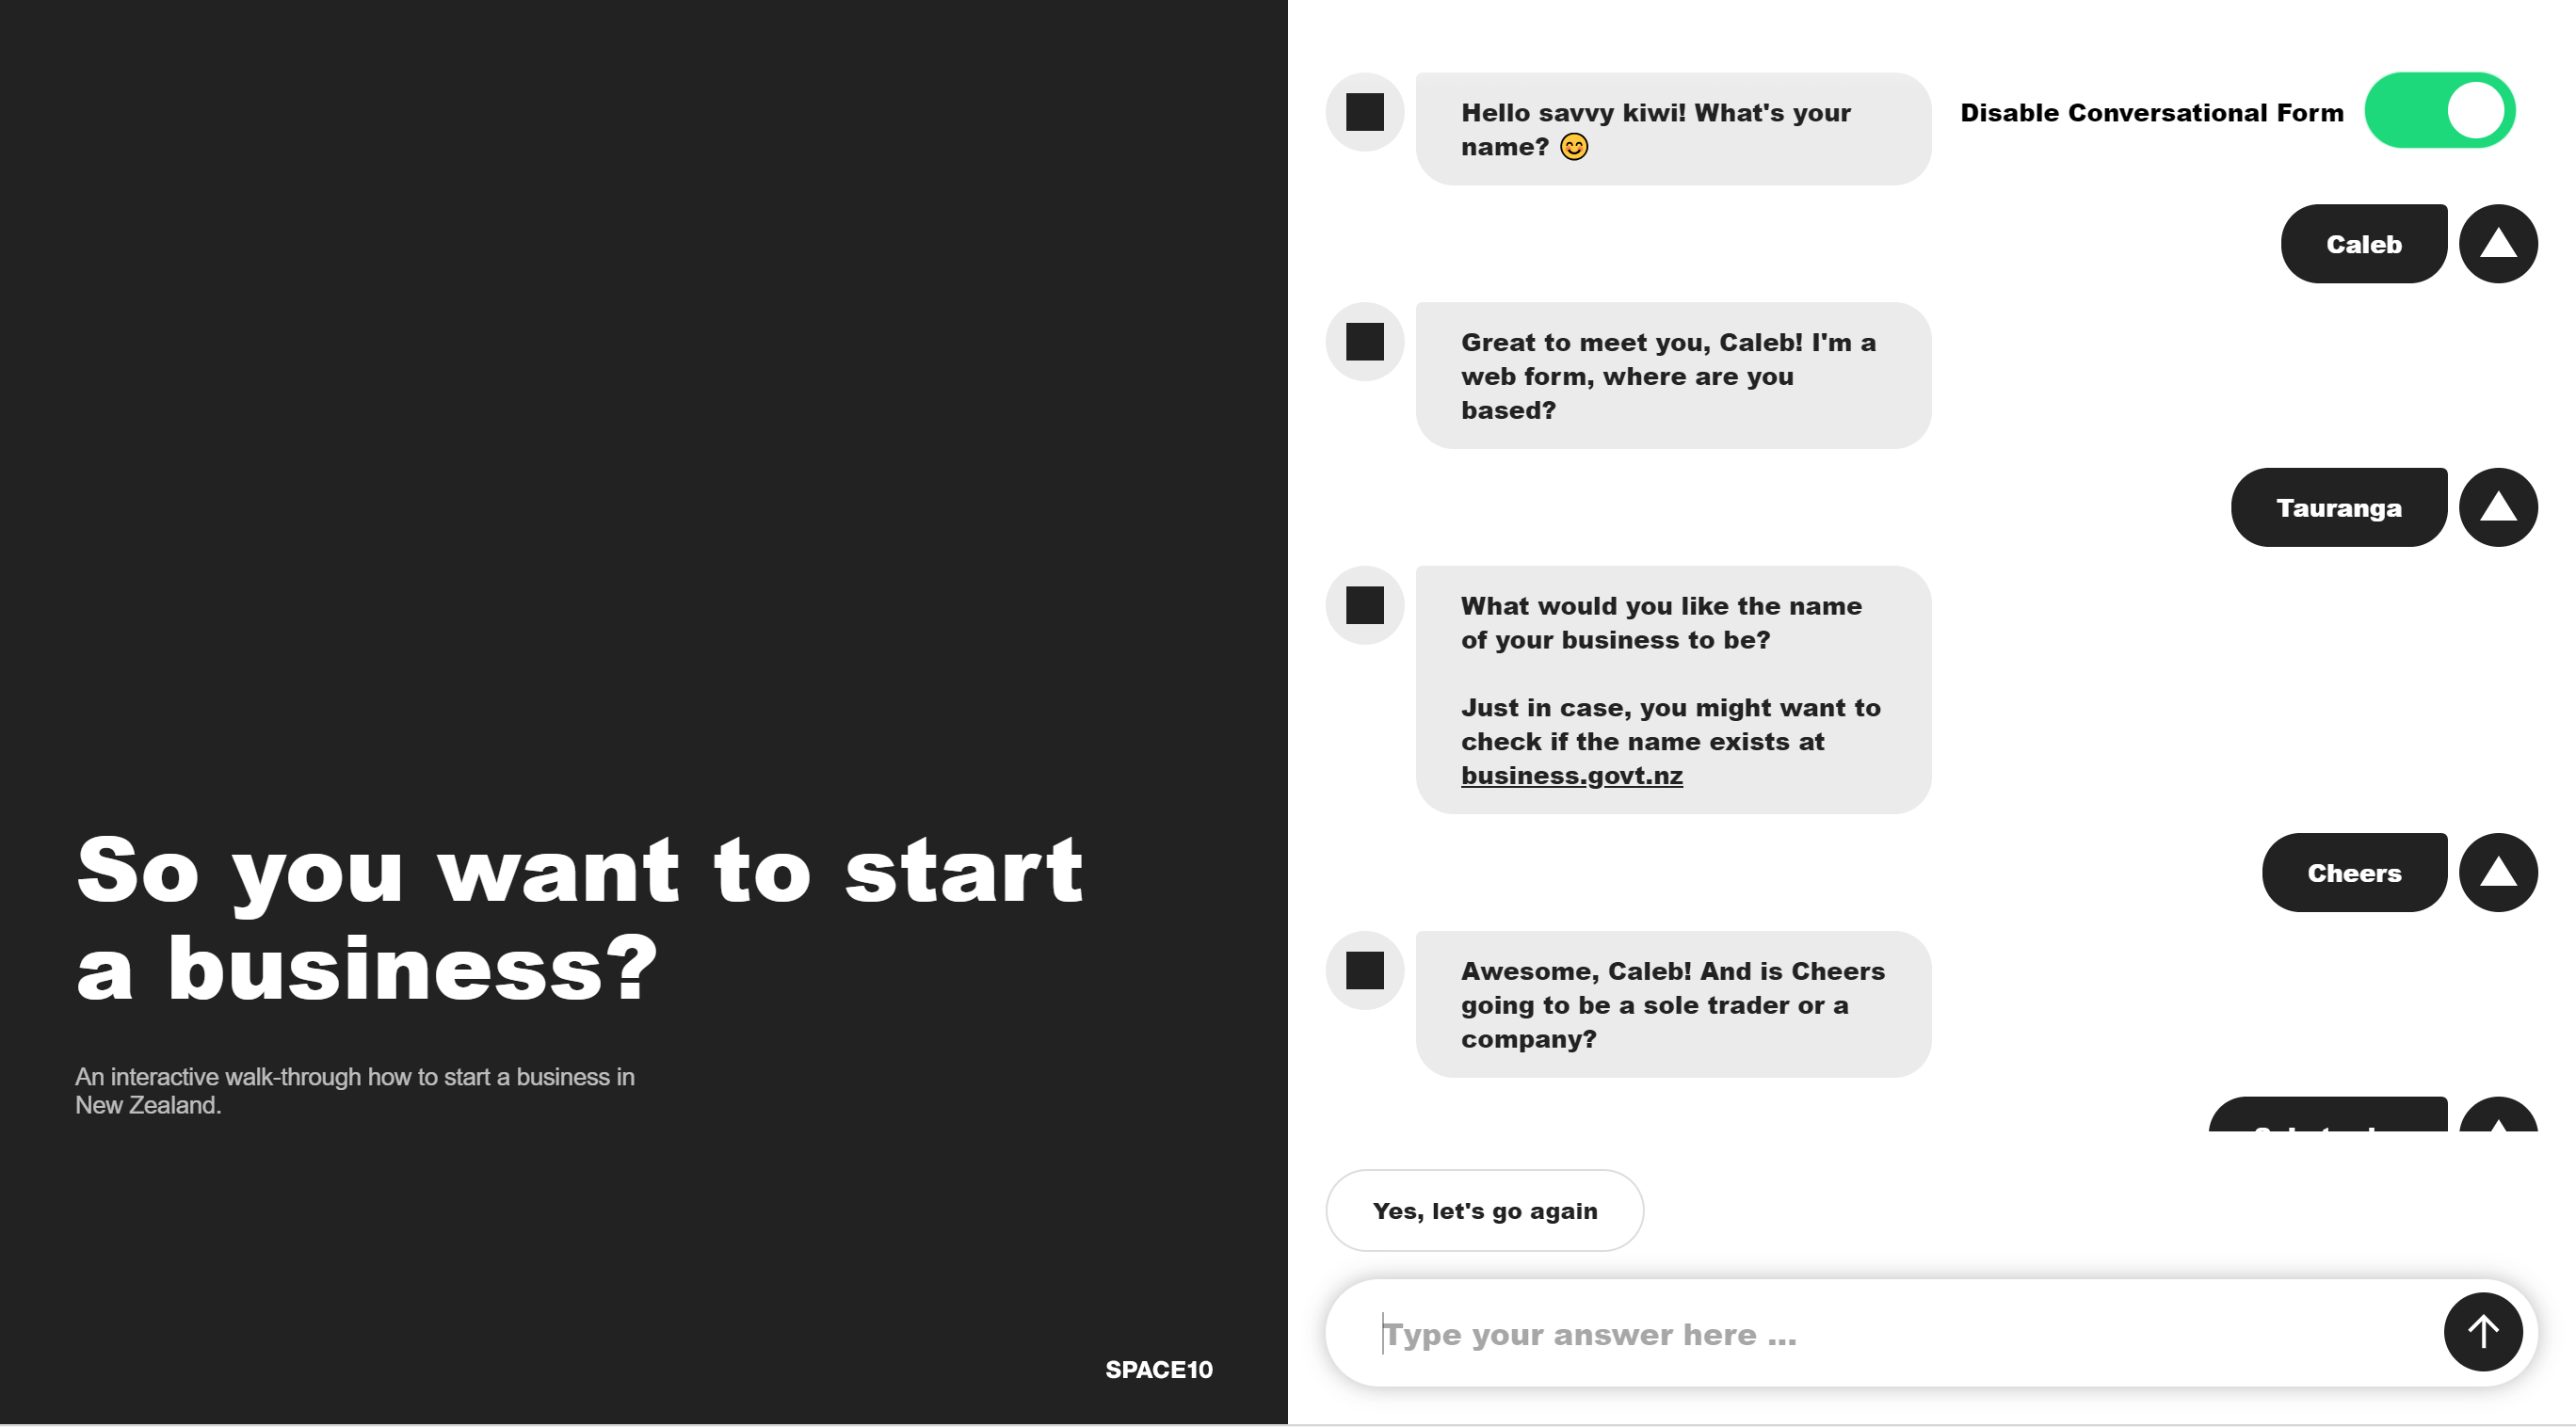 So you want to start
a business?
An interactive walk-through how to start a business in
New Zealand.
SPACE10
Disable Conversational Form
Hello savvy kiwi! What's your
name? 😊
Caleb
Great to meet you, Caleb! I'm a
web form, where are you
based?
Tauranga
What would you like the name
of your business to be?
Just in case, you might want to
check if the name exists at
business.govt.nz
Cheers
Awesome, Caleb! And is Cheers
going to be a sole trader or a
company?
Yes, let's go again
Type your answer here ...